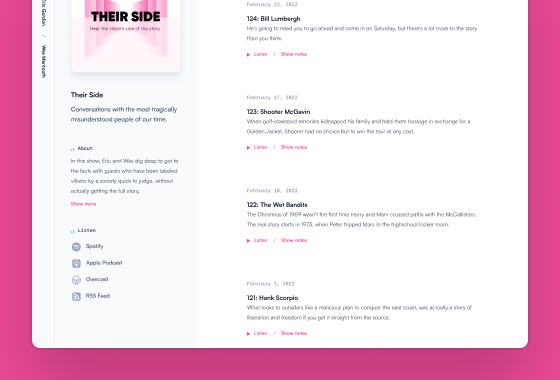 Eric Gordon / Wes Mantooth
THEIR SIDE
Hear the villain's side of the story
Their Side
Conversations with the most tragically
misunderstood people of our time.
About
In this show, Eric and Wes dig deep to get to
the facts with guests who have been labeled
villains by a society quick to judge, without
actually getting the full story.
Show more
Listen
Spotify
Apple Podcast
Overcast
RSS Feed
February 23, 2022
124: Bill Lumbergh
He's going to need you to go ahead and come in on Saturday, but there's a lot more to the story
than you think.
Listen / Show notes
February 17, 2022
123: Shooter McGavin
When golf-obsessed terrorists kidnapped his family and held them hostage in exchange for a
Golden Jacket, Shooter had no choice but to win the tour at any cost.
Listen / Show notes
February 10, 2022
122: The Wet Bandits
The Christmas of 1989 wasn't the first time Harry and Marv crossed paths with the McCallisters.
The real story starts in 1973, when Peter tripped Marv in the highschool locker room.
Listen / Show notes
February 3, 2022
121: Hank Scorpio
What looks to outsiders like a malicious plan to conquer the east coast, was actually a story of
liberation and freedom if you get it straight from the source.
Listen / Show notes